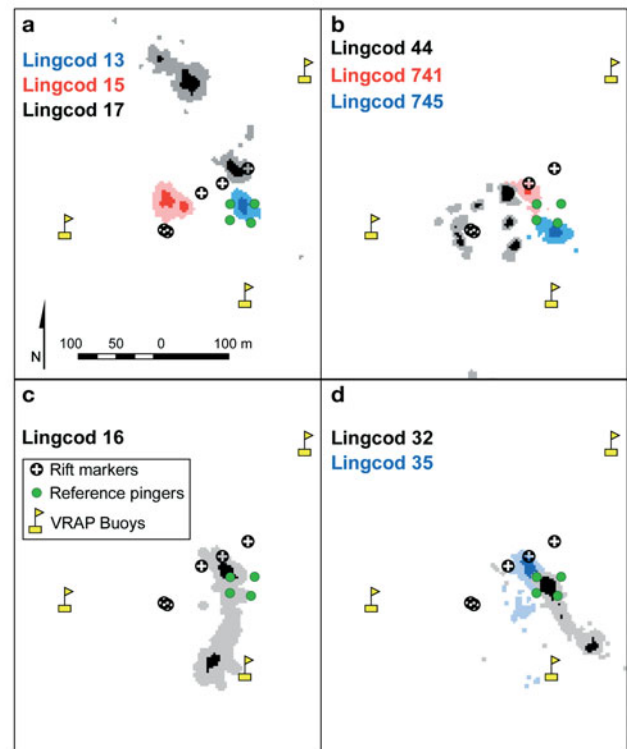 a
Lingcod 13
Lingcod 15
Lingcod 17
N
100 50 0 100 m
b
Lingcod 44
Lingcod 741
Lingcod 745
c
Lingcod 16
Rift markers
Reference pingers
VRAP Buoys
d
Lingcod 32
Lingcod 35